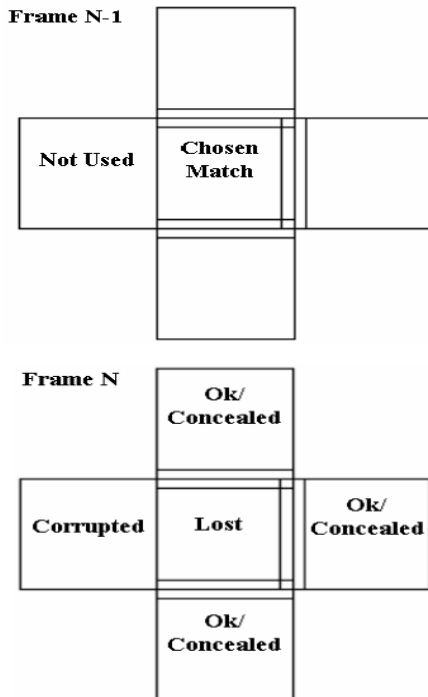 Frame N-1
Not Used
Chosen
Match
Frame N
Ok/
Concealed
Corrupted
Lost
Ok/
Concealed
Ok/
Concealed